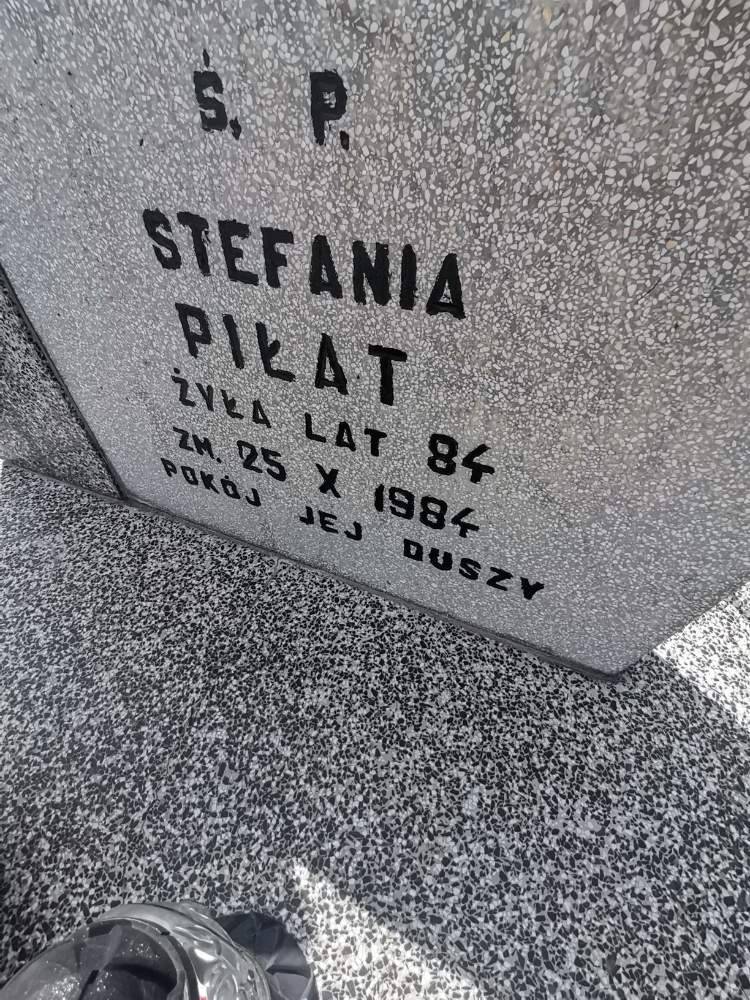 Ś. P.
STEFANIA
PIŁAT
ŻYŁA LAT 84
ZM. 25 X 1984
POKÓJ JEJ DUSZY